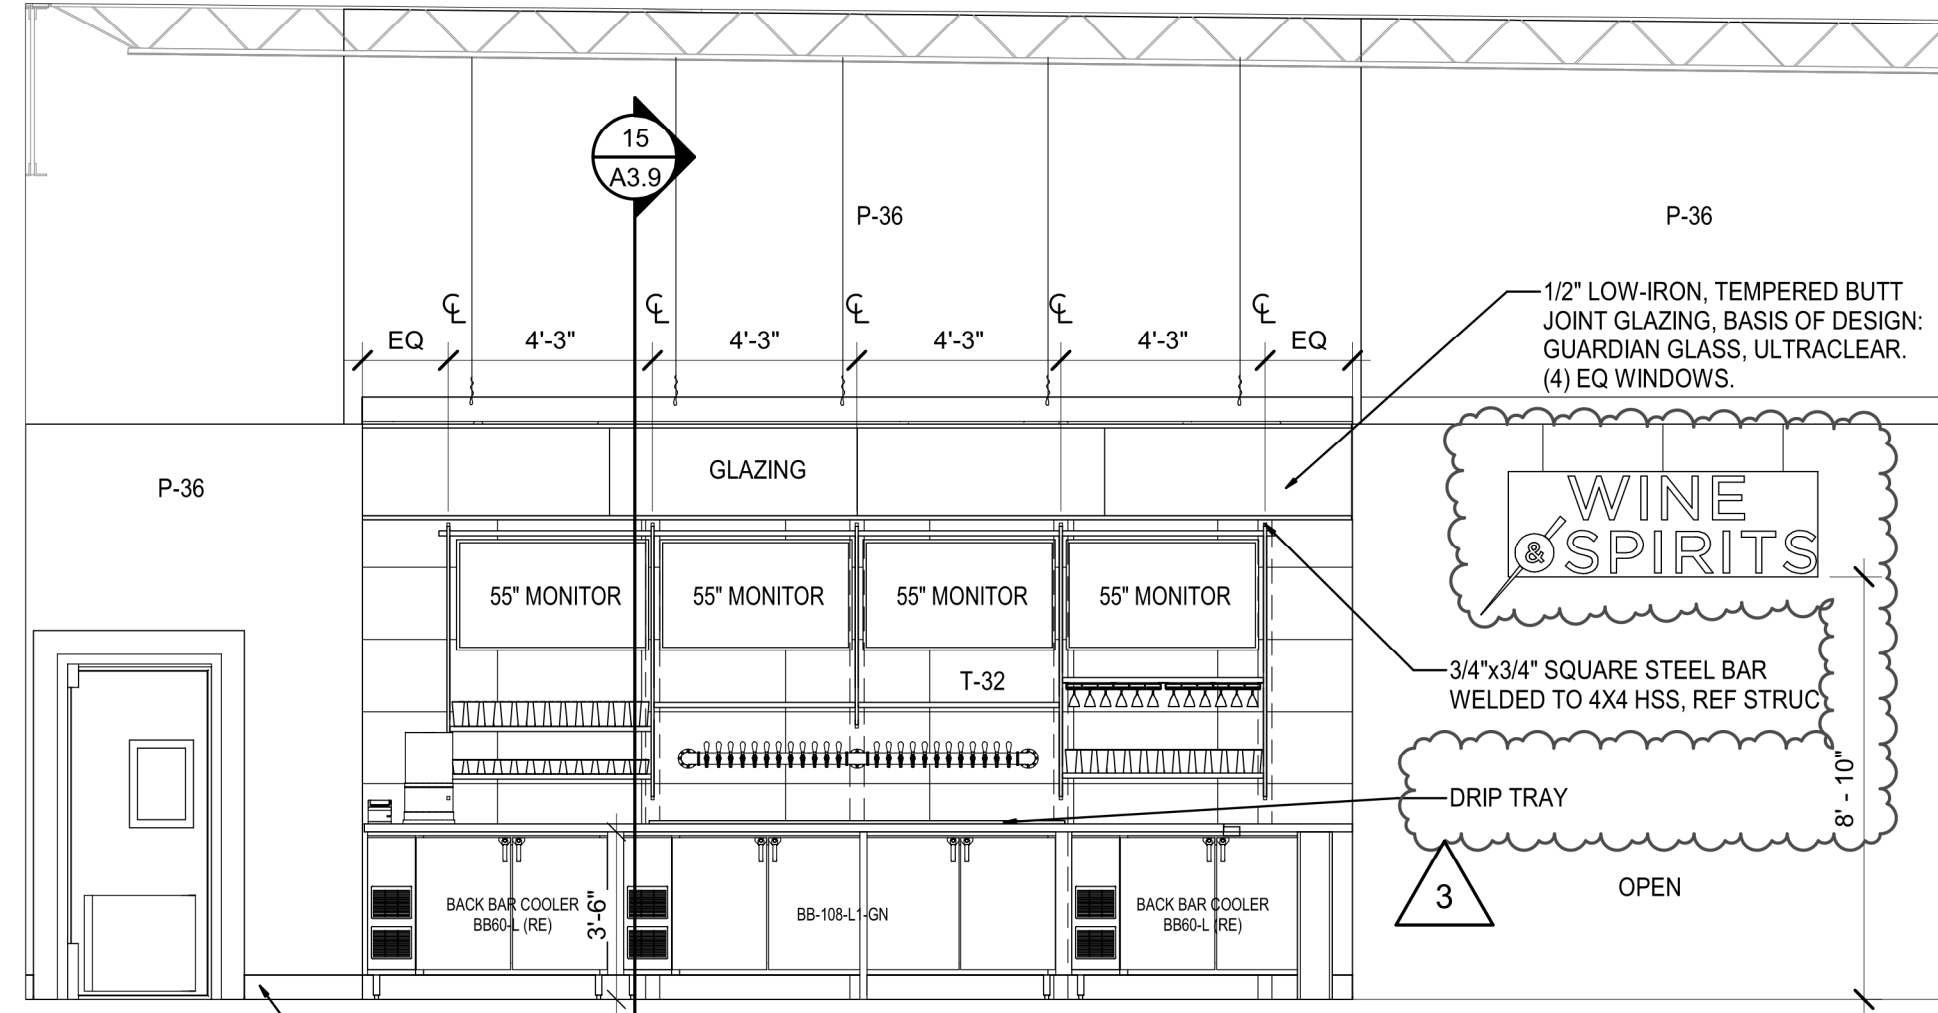 15
A3.9
P-36
P-36
1/2" LOW-IRON, TEMPERED BUTT
JOINT GLAZING, BASIS OF DESIGN:
GUARDIAN GLASS, ULTRACLEAR.
(4) EQ WINDOWS.
℄ ℄ ℄ ℄ ℄
EQ 4'-3" 4'-3" 4'-3" 4'-3" EQ
P-36
GLAZING
WINE
& SPIRITS
55" MONITOR 55" MONITOR 55" MONITOR 55" MONITOR
T-32
3/4"x3/4" SQUARE STEEL BAR
WELDED TO 4X4 HSS, REF STRUC
DRIP TRAY
8' - 10"
3
OPEN
BACK BAR COOLER
BB60-L (RE)
3'-6"
BB-108-L1-GN
BACK BAR COOLER
BB60-L (RE)